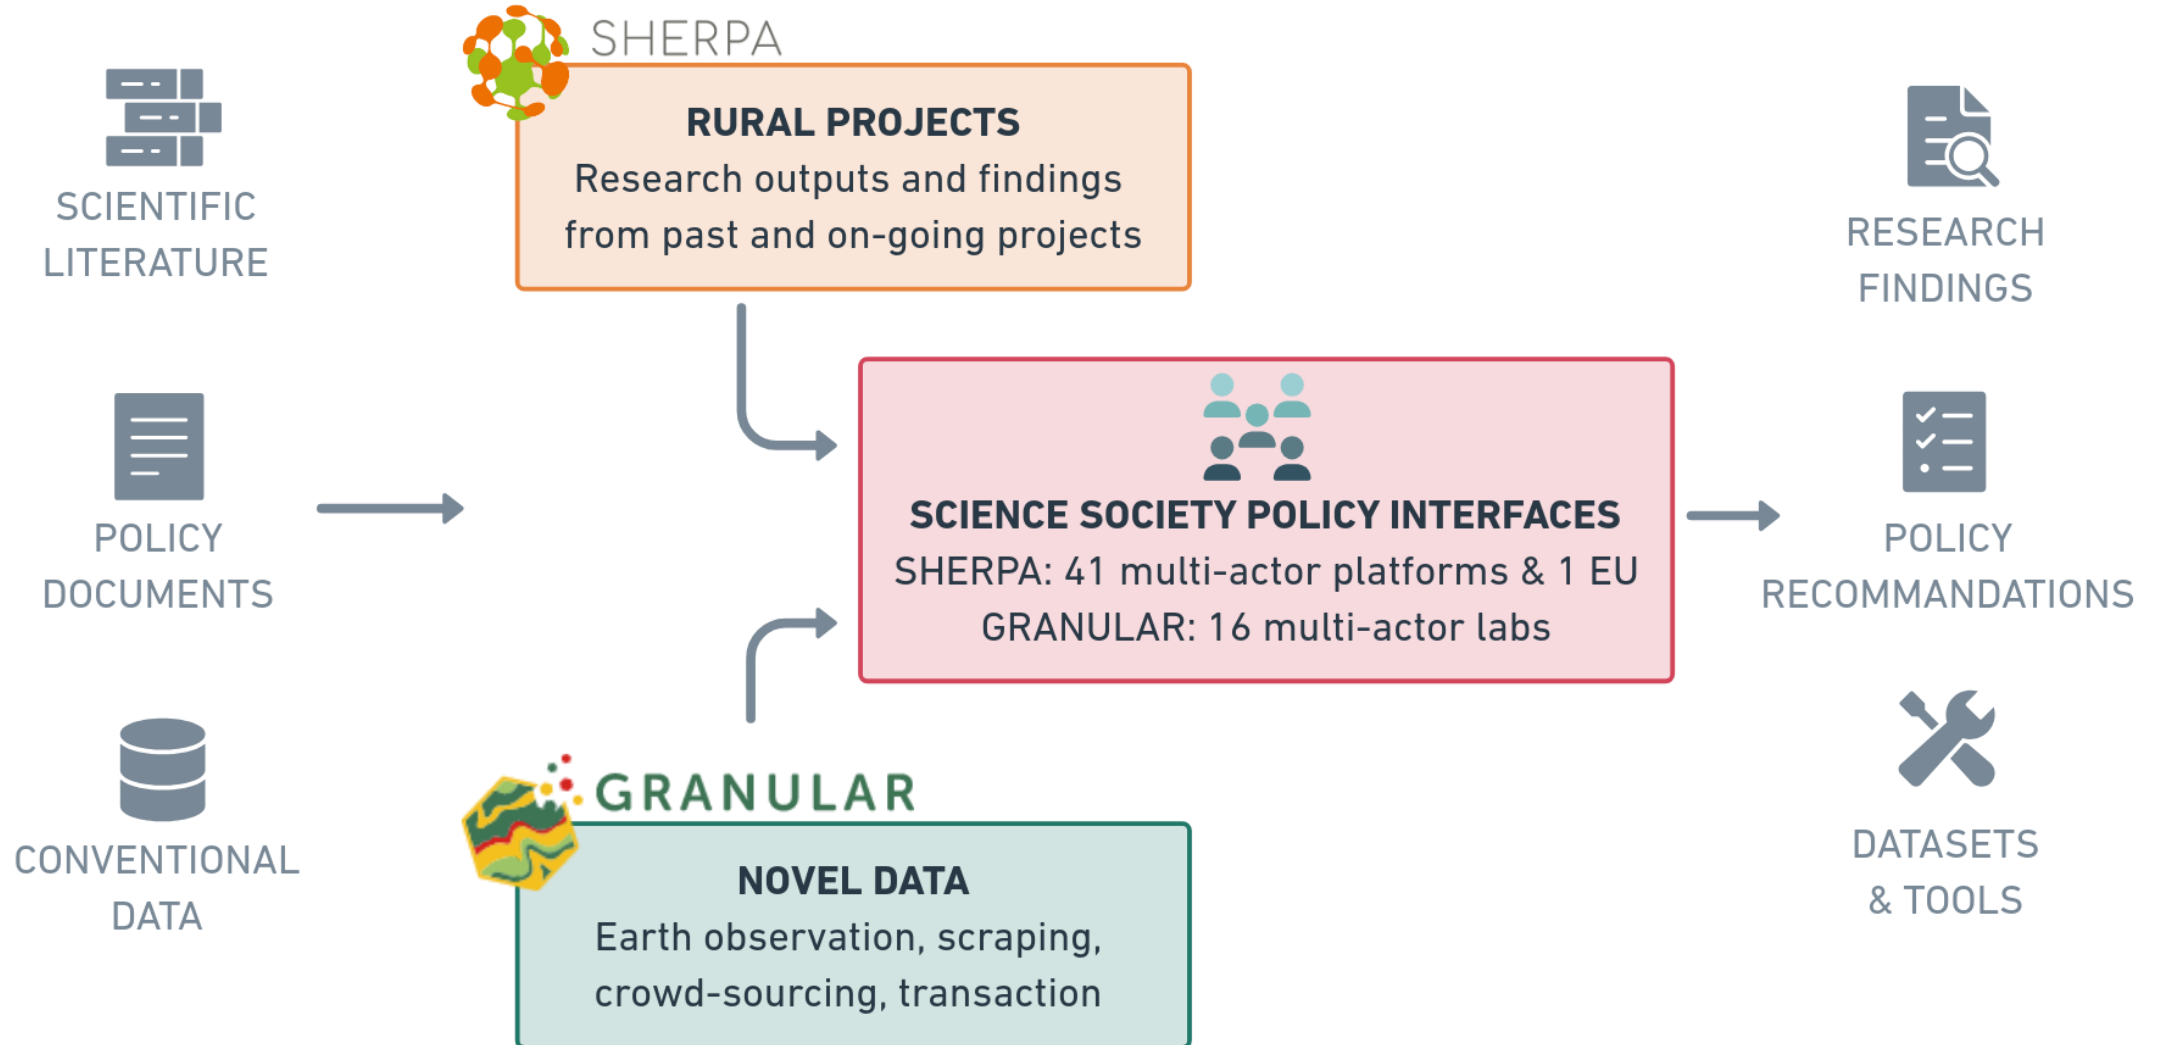 SCIENTIFIC
LITERATURE
POLICY
DOCUMENTS
CONVENTIONAL
DATA
SHERPA
RURAL PROJECTS
Research outputs and findings
from past and on-going projects
SCIENCE SOCIETY POLICY INTERFACES
SHERPA: 41 multi-actor platforms & 1 EU
GRANULAR: 16 multi-actor labs
GRANULAR
NOVEL DATA
Earth observation, scraping,
crowd-sourcing, transaction
RESEARCH
FINDINGS
POLICY
RECOMMANDATIONS
DATASETS
& TOOLS